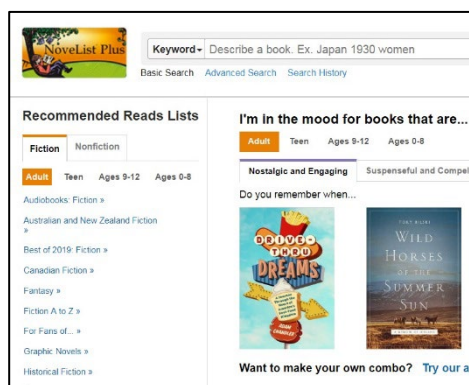 NoveList Plus
Keyword
Describe a book. Ex. Japan 1930 women
Basic Search Advanced Search Search History
Recommended Reads Lists
Fiction Nonfiction
Adult Teen Ages 9-12 Ages 0-8
Audiobooks: Fiction »
Australian and New Zealand Fiction
»
Best of 2019: Fiction »
Canadian Fiction »
Fantasy »
Fiction A to Z »
For Fans of... »
Graphic Novels »
Historical Fiction »
I'm in the mood for books that are...
Adult Teen Ages 9-12 Ages 0-8
Nostalgic and Engaging Suspenseful and Compel
Do you remember when...
DRIVE-
THRU
DREAMS
ADAM
CHANDLER
WILD
HORSES
OF THE
SUMMER
SUN
Want to make your own combo? Try our a